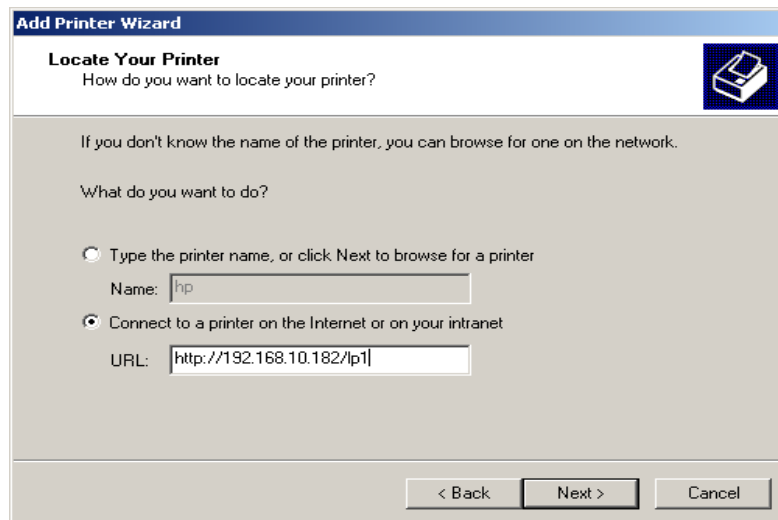 Add Printer Wizard
Locate Your Printer
How do you want to locate your printer?
If you don't know the name of the printer, you can browse for one on the network.
What do you want to do?
Type the printer name, or click Next to browse for a printer
Name: hp
Connect to a printer on the Internet or on your intranet
URL: http://192.168.10.182/lp1
< Back Next > Cancel